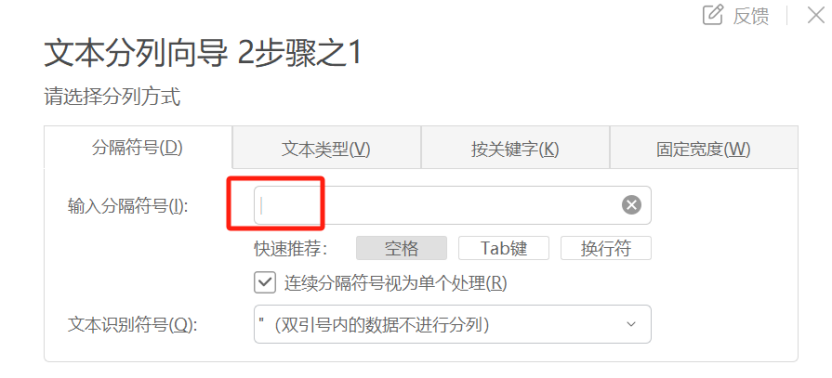 反馈
文本分列向导 2步骤之1
请选择分列方式
分隔符号(D) 文本类型(V) 按关键字(K) 固定宽度(W)
输入分隔符号(I): |
快速推荐: 空格 Tab键 换行符
连续分隔符号视为单个处理(R)
文本识别符号(Q): "（双引号内的数据不进行分列）